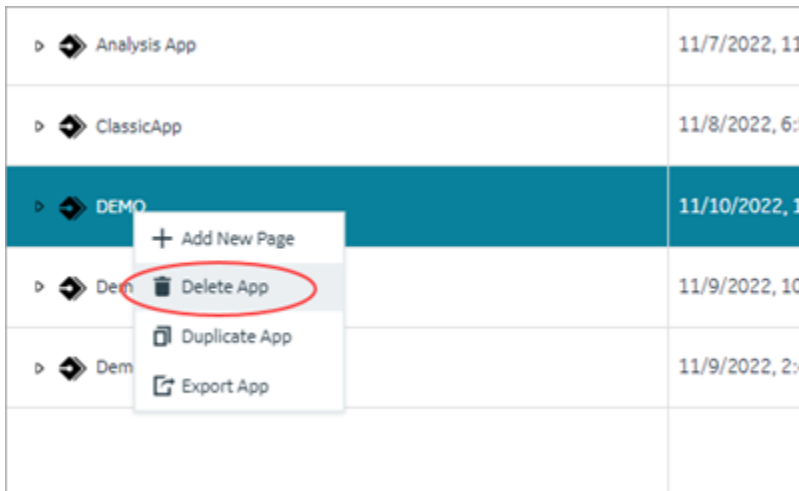 Analysis App 11/7/2022, 11
ClassicApp 11/8/2022, 6:
DEMO 11/10/2022, 1
Add New Page
Dem Delete App 11/9/2022, 10
Duplicate App
Dem 11/9/2022, 2:
Export App